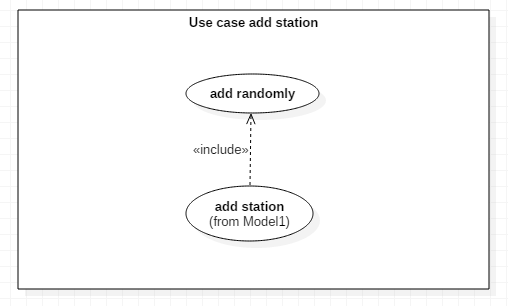 Use case add station
add randomly
«include»
add station
(from Model1)